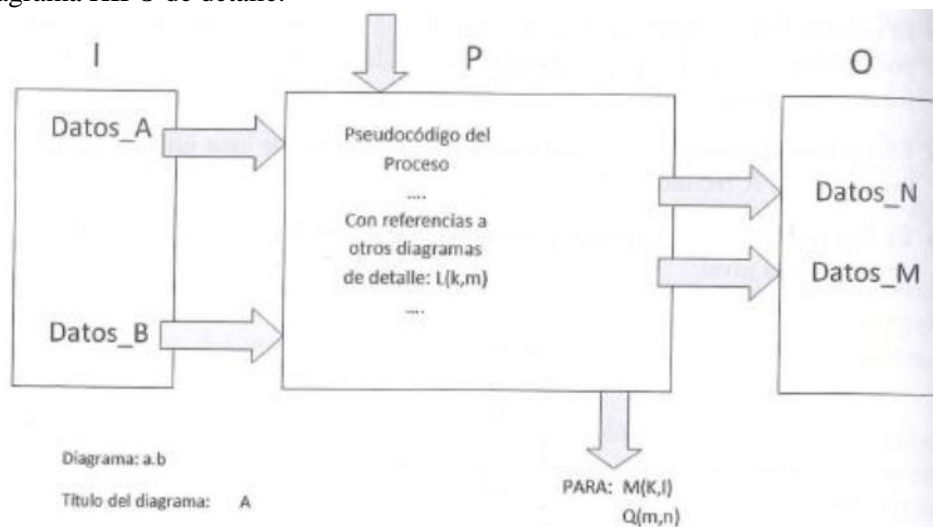 I P O
Datos_A
Datos_B
Pseudocódigo del
Proceso
....
Con referencias a
otros diagramas
de detalle: L(k,m)
....
Datos_N
Datos_M
Diagrama: a.b
Título del diagrama: A
PARA: M(K,l)
Q(m,n)